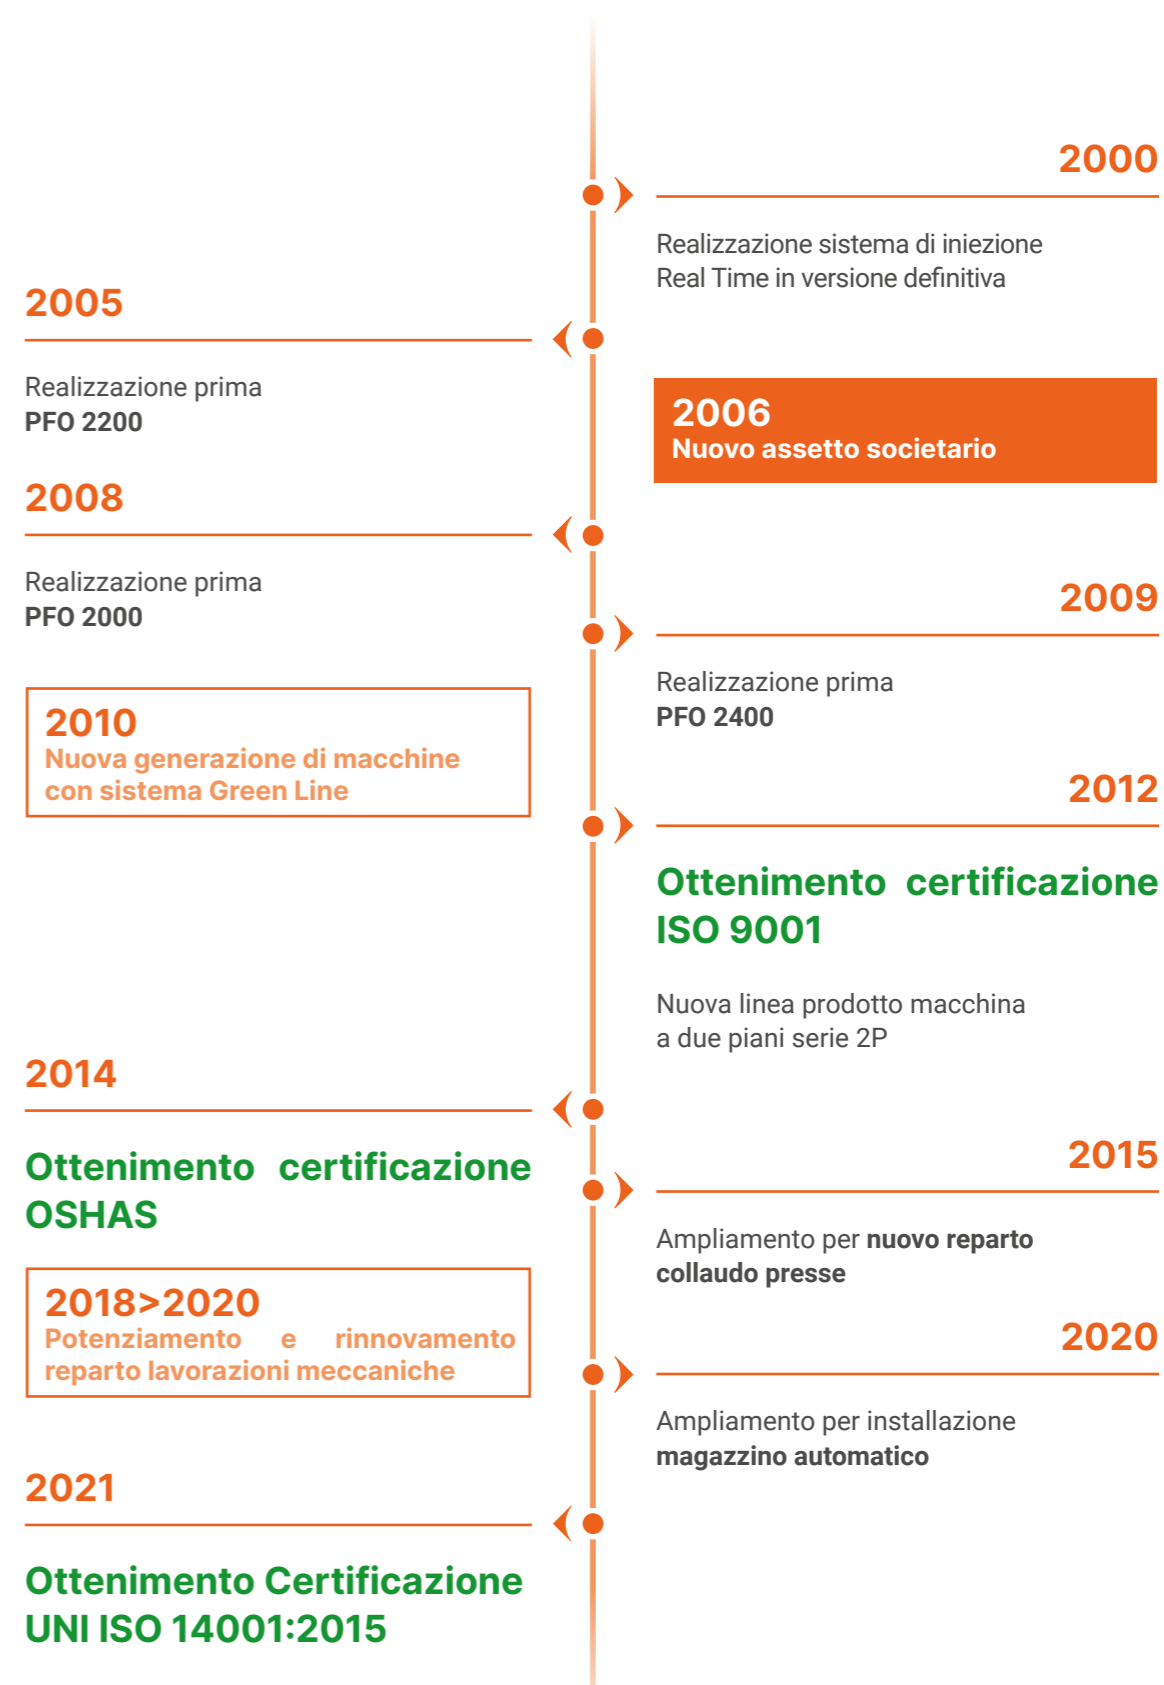 2000
Realizzazione sistema di iniezione
Real Time in versione definitiva
2005
Realizzazione prima
PFO 2200
2006
Nuovo assetto societario
2008
Realizzazione prima
PFO 2000
2009
Realizzazione prima
PFO 2400
2010
Nuova generazione di macchine
con sistema Green Line
2012
Ottenimento certificazione
ISO 9001
Nuova linea prodotto macchina
a due piani serie 2P
2014
Ottenimento certificazione
OSHAS
2015
Ampliamento per nuovo reparto
collaudo presse
2018>2020
Potenziamento e rinnovamento
reparto lavorazioni meccaniche
2020
Ampliamento per installazione
magazzino automatico
2021
Ottenimento Certificazione
UNI ISO 14001:2015